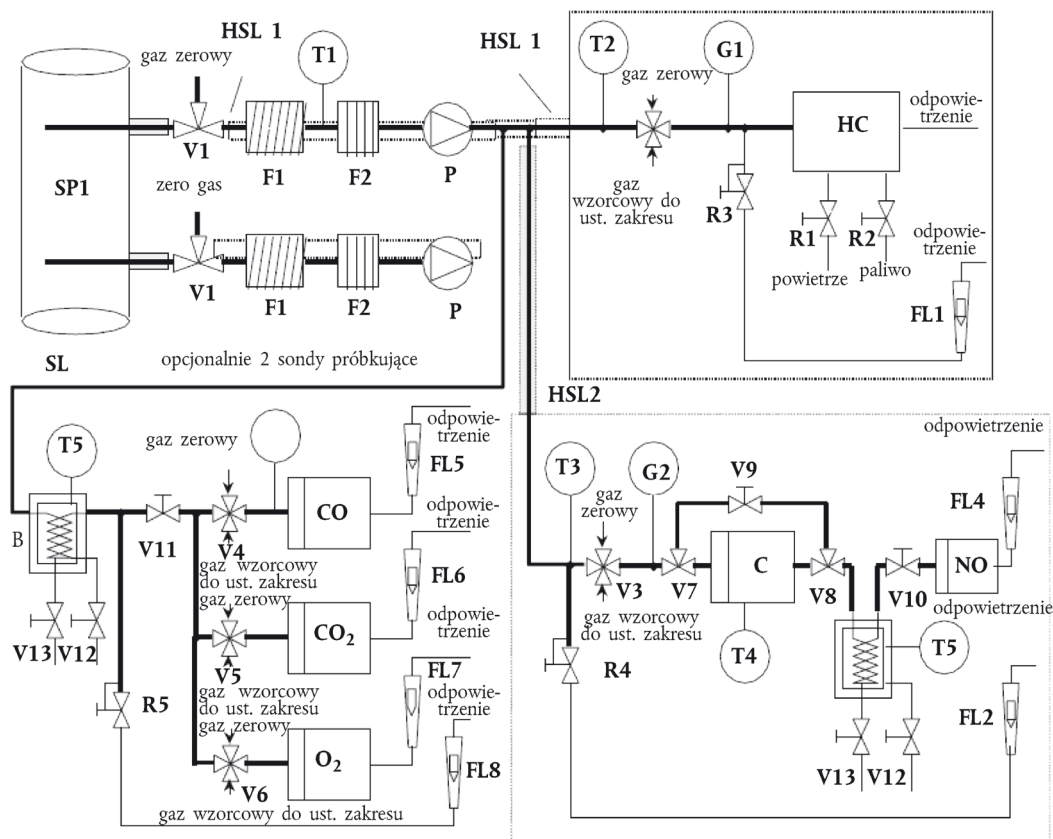 HSL 1
gaz zerowy
T1
V1
F1
F2
P
SP1
zero gas
V1
F1
F2
P
SL
opcjonalnie 2 sondy próbkujące
HSL 1
T2
gaz zerowy
G1
HC
odpowie-
trzenie
gaz
wzorcowy do
ust. zakresu
R3
R1
R2
powietrze
paliwo
odpowie-
trzenie
FL1
HSL2
T5
B
V11
gaz zerowy
V4
CO
odpowie-
trzenie
FL5
gaz wzorcowy
do ust. zakresu
gaz zerowy
V5
CO2
odpowie-
trzenie
FL6
gaz wzorcowy
do ust. zakresu
gaz zerowy
V6
O2
odpowie-
trzenie
FL7
gaz wzorcowy do ust. zakresu
odpowie-
trzenie
FL8
V13
V12
R5
T3
gaz
zerowy
G2
V9
V3
V7
C
V8
V10
NO
odpowietrzenie
FL4
gaz wzorcowy
do ust. zakresu
R4
T4
T5
odpowietrzenie
FL2
V13
V12